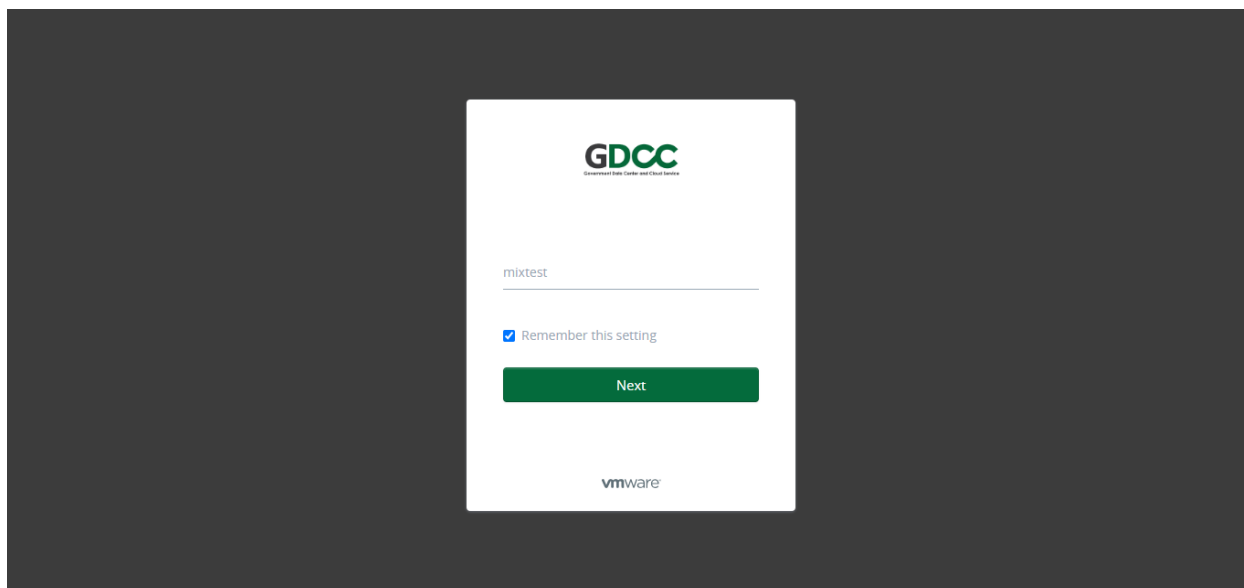 GDCC
Government Data Center and Cloud Service
mixtest
Remember this setting
Next
vmware